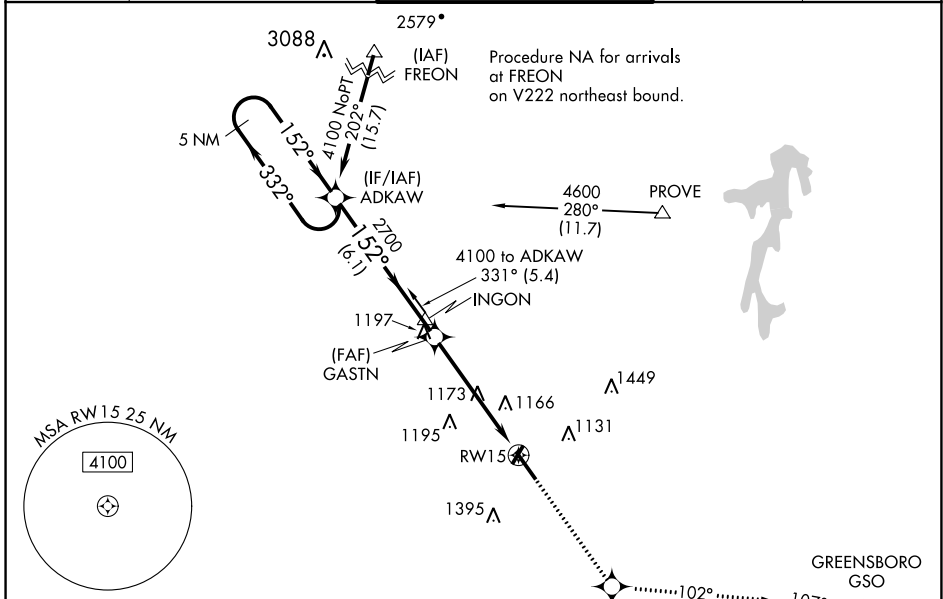 2579
3088
(IAF)
FREON
Procedure NA for arrivals
at FREON
on V222 northeast bound.
4100 NoPT
202°
(15.7)
5 NM
152°
332°
(IF/IAF)
ADKAW
4600
280°
(11.7)
PROVE
2700
152°
(6.1)
4100 to ADKAW
331° (5.4)
INGON
1197
(FAF)
GASTN
1173
1166
1449
1195
1131
MSA RW15 25 NM
4100
RW15
1395
GREENSBORO
GSO
102°